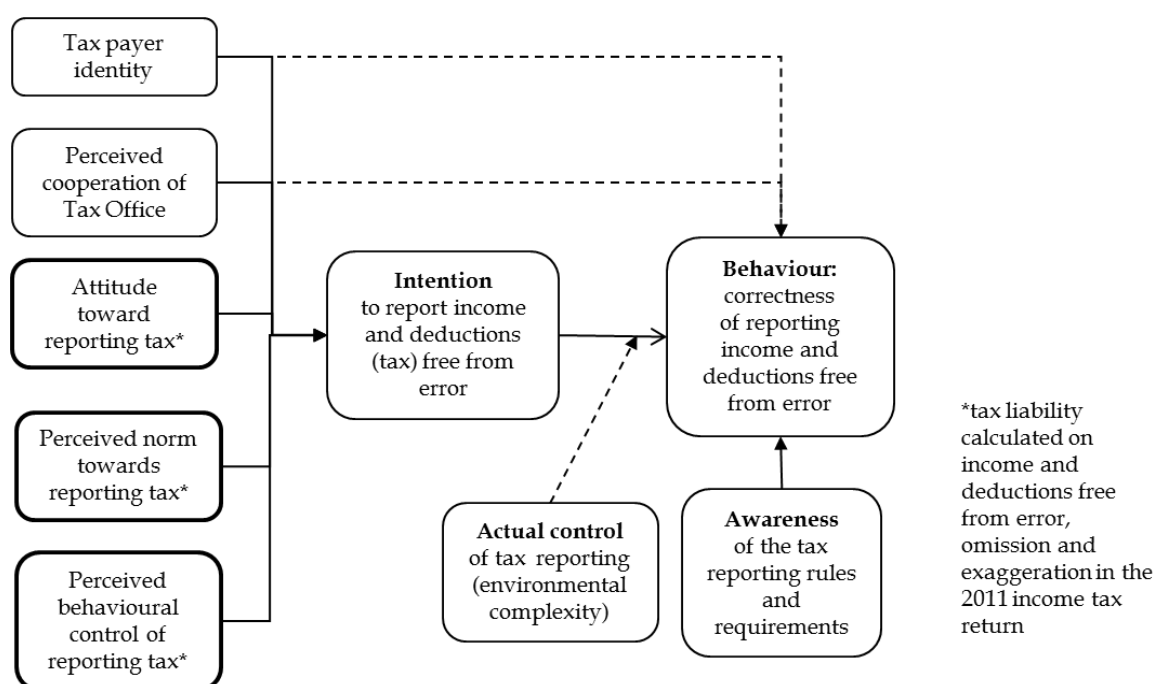 Tax payer
identity
Perceived
cooperation of
Tax Office
Attitude
toward
reporting tax*
Perceived norm
towards
reporting tax*
Perceived
behavioural
control of
reporting tax*
Intention
to report income
and deductions
(tax) free from
error
Behaviour:
correctness
of reporting
income and
deductions free
from error
Actual control
of tax reporting
(environmental
complexity)
Awareness
of the tax
reporting rules
and
requirements
*tax liability
calculated on
income and
deductions free
from error,
omission and
exaggeration in the
2011 income tax
return